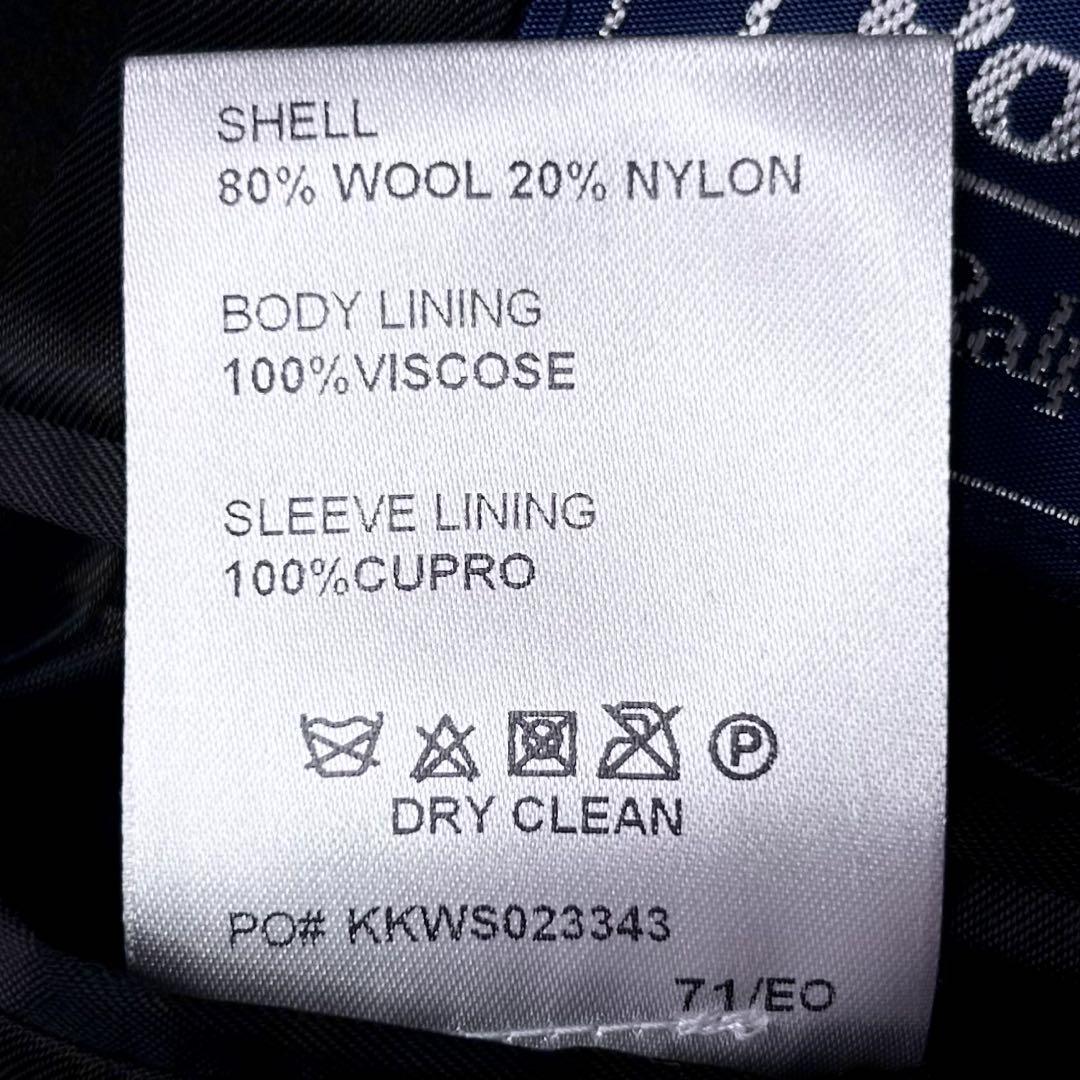 SHELL
80% WOOL 20% NYLON
BODY LINING
100%VISCOSE
SLEEVE LINING
100%CUPRO
P
DRY CLEAN
PO# KKWS023343
71/EO